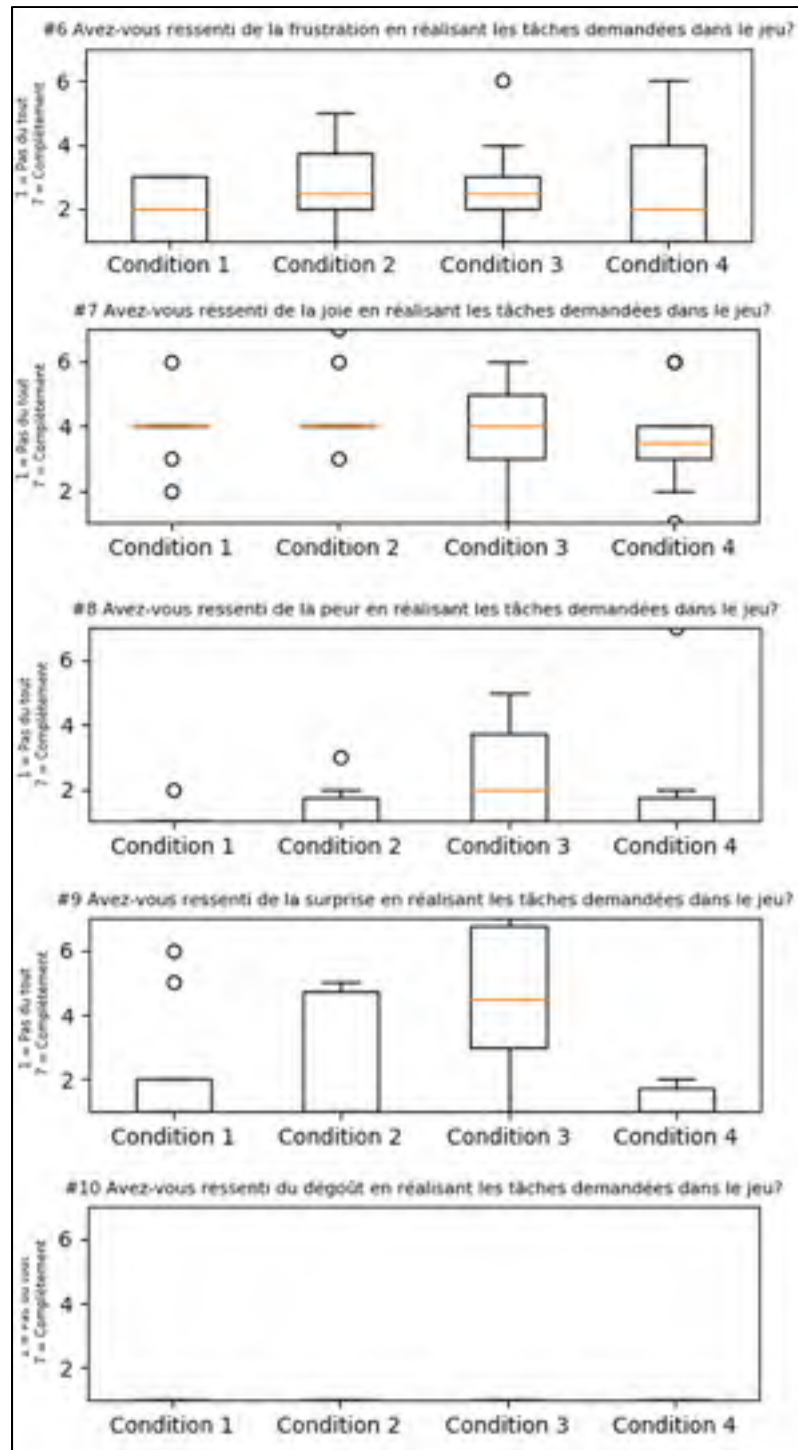 #6 Avez-vous ressenti de la frustration en réalisant les tâches demandées dans le jeu?
1 = Pas du tout
7 = Complètement
6
4
2
Condition 1 Condition 2 Condition 3 Condition 4
#7 Avez-vous ressenti de la joie en réalisant les tâches demandées dans le jeu?
1 = Pas du tout
7 = Complètement
6
4
2
Condition 1 Condition 2 Condition 3 Condition 4
#8 Avez-vous ressenti de la peur en réalisant les tâches demandées dans le jeu?
1 = Pas du tout
7 = Complètement
6
4
2
Condition 1 Condition 2 Condition 3 Condition 4
#9 Avez-vous ressenti de la surprise en réalisant les tâches demandées dans le jeu?
1 = Pas du tout
7 = Complètement
6
4
2
Condition 1 Condition 2 Condition 3 Condition 4
#10 Avez-vous ressenti du dégoût en réalisant les tâches demandées dans le jeu?
1 = Pas du tout
7 = Complètement
6
4
2
Condition 1 Condition 2 Condition 3 Condition 4